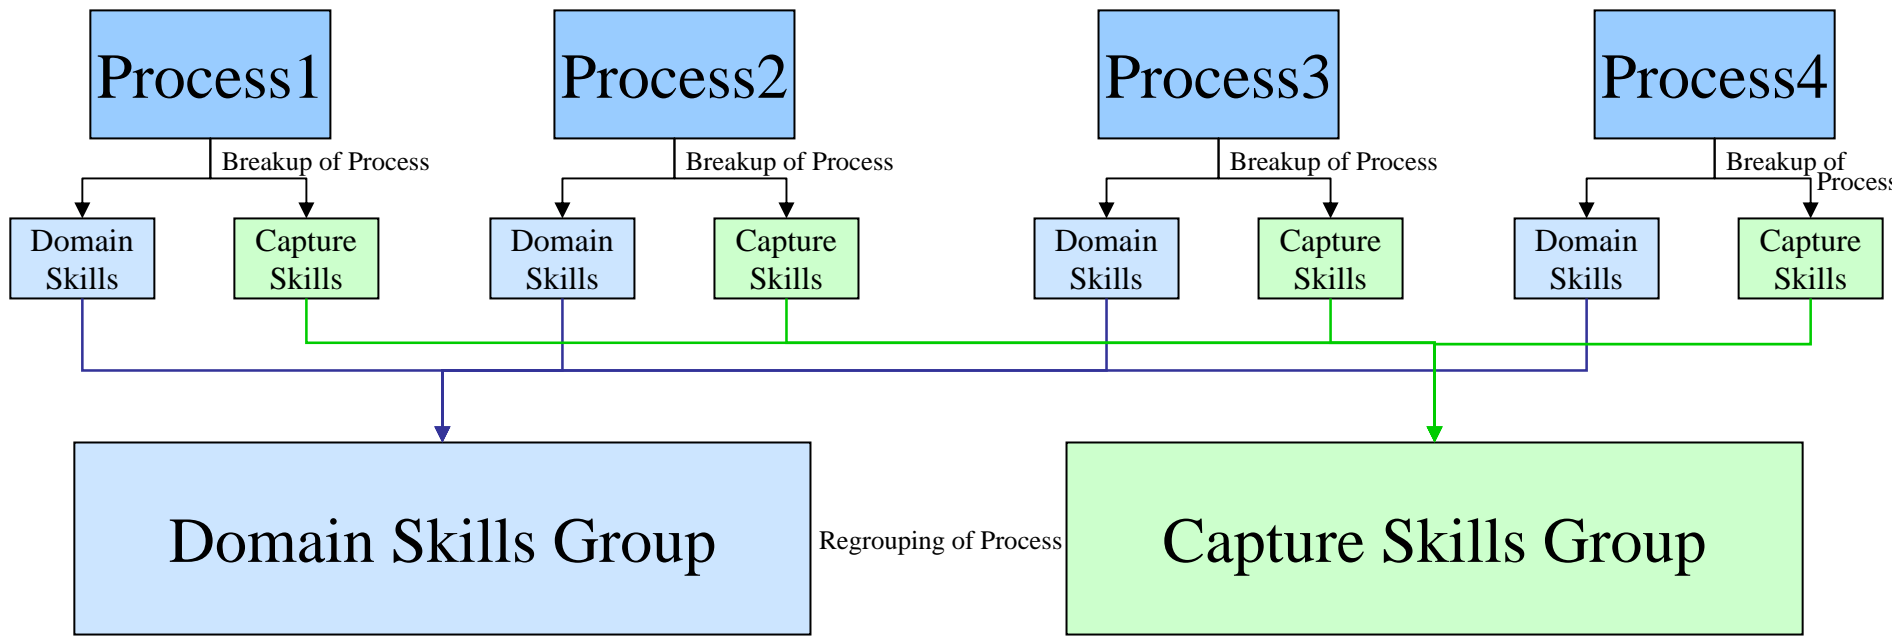 Process1
Process2
Process3
Process4
Breakup of Process
Breakup of Process
Breakup of Process
Breakup of
Process
Domain
Skills
Capture
Skills
Domain
Skills
Capture
Skills
Domain
Skills
Capture
Skills
Domain
Skills
Capture
Skills
Domain Skills Group
Regrouping of Process
Capture Skills Group